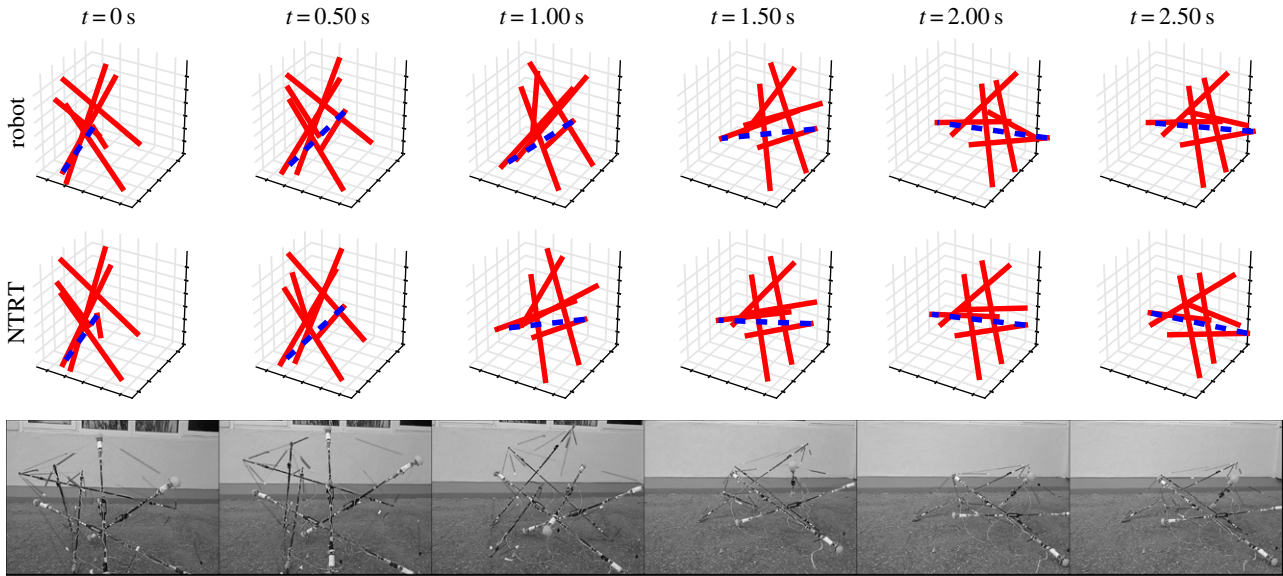 t = 0 s
t = 0.50 s
t = 1.00 s
t = 1.50 s
t = 2.00 s
t = 2.50 s
robot
NTRT